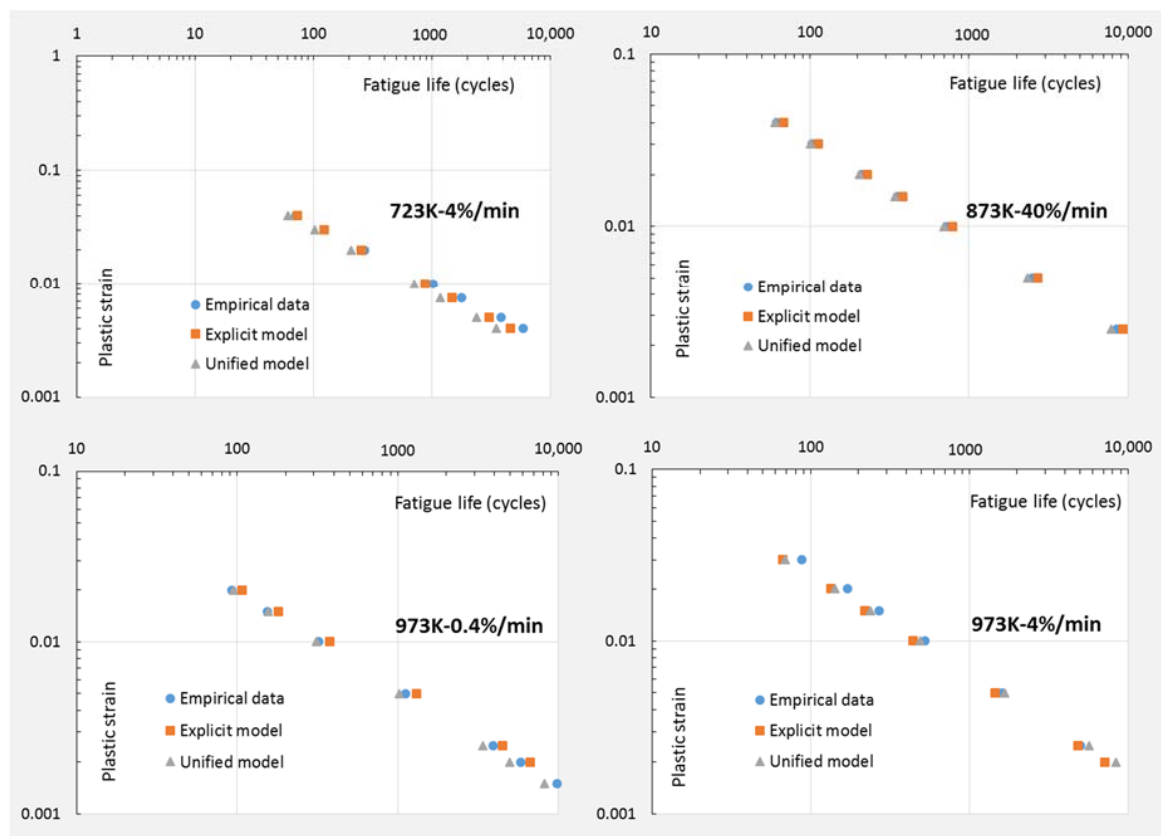 1 10 100 1000 10,000
1
Fatigue life (cycles)
0.1
723K-4%/min
0.01
Plastic strain
Empirical data
Explicit model
Unified model
0.001
10 100 1000 10,000
0.1
Fatigue life (cycles)
873K-40%/min
0.01
Plastic strain
Empirical data
Explicit model
Unified model
0.001
10 100 1000 10,000
0.1
Fatigue life (cycles)
973K-0.4%/min
0.01
Plastic strain
Empirical data
Explicit model
Unified model
0.001
10 100 1000 10,000
0.1
Fatigue life (cycles)
973K-4%/min
0.01
Plastic strain
Empirical data
Explicit model
Unified model
0.001